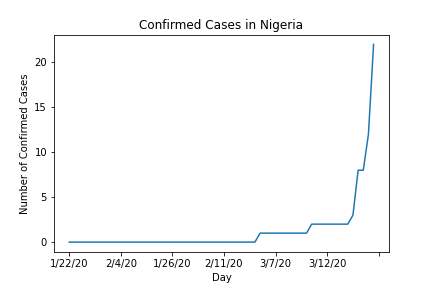 Confirmed Cases in Nigeria
20
15
10
5
0
Number of Confirmed Cases
1/22/20 2/4/20 1/26/20 2/11/20 3/7/20 3/12/20
Day